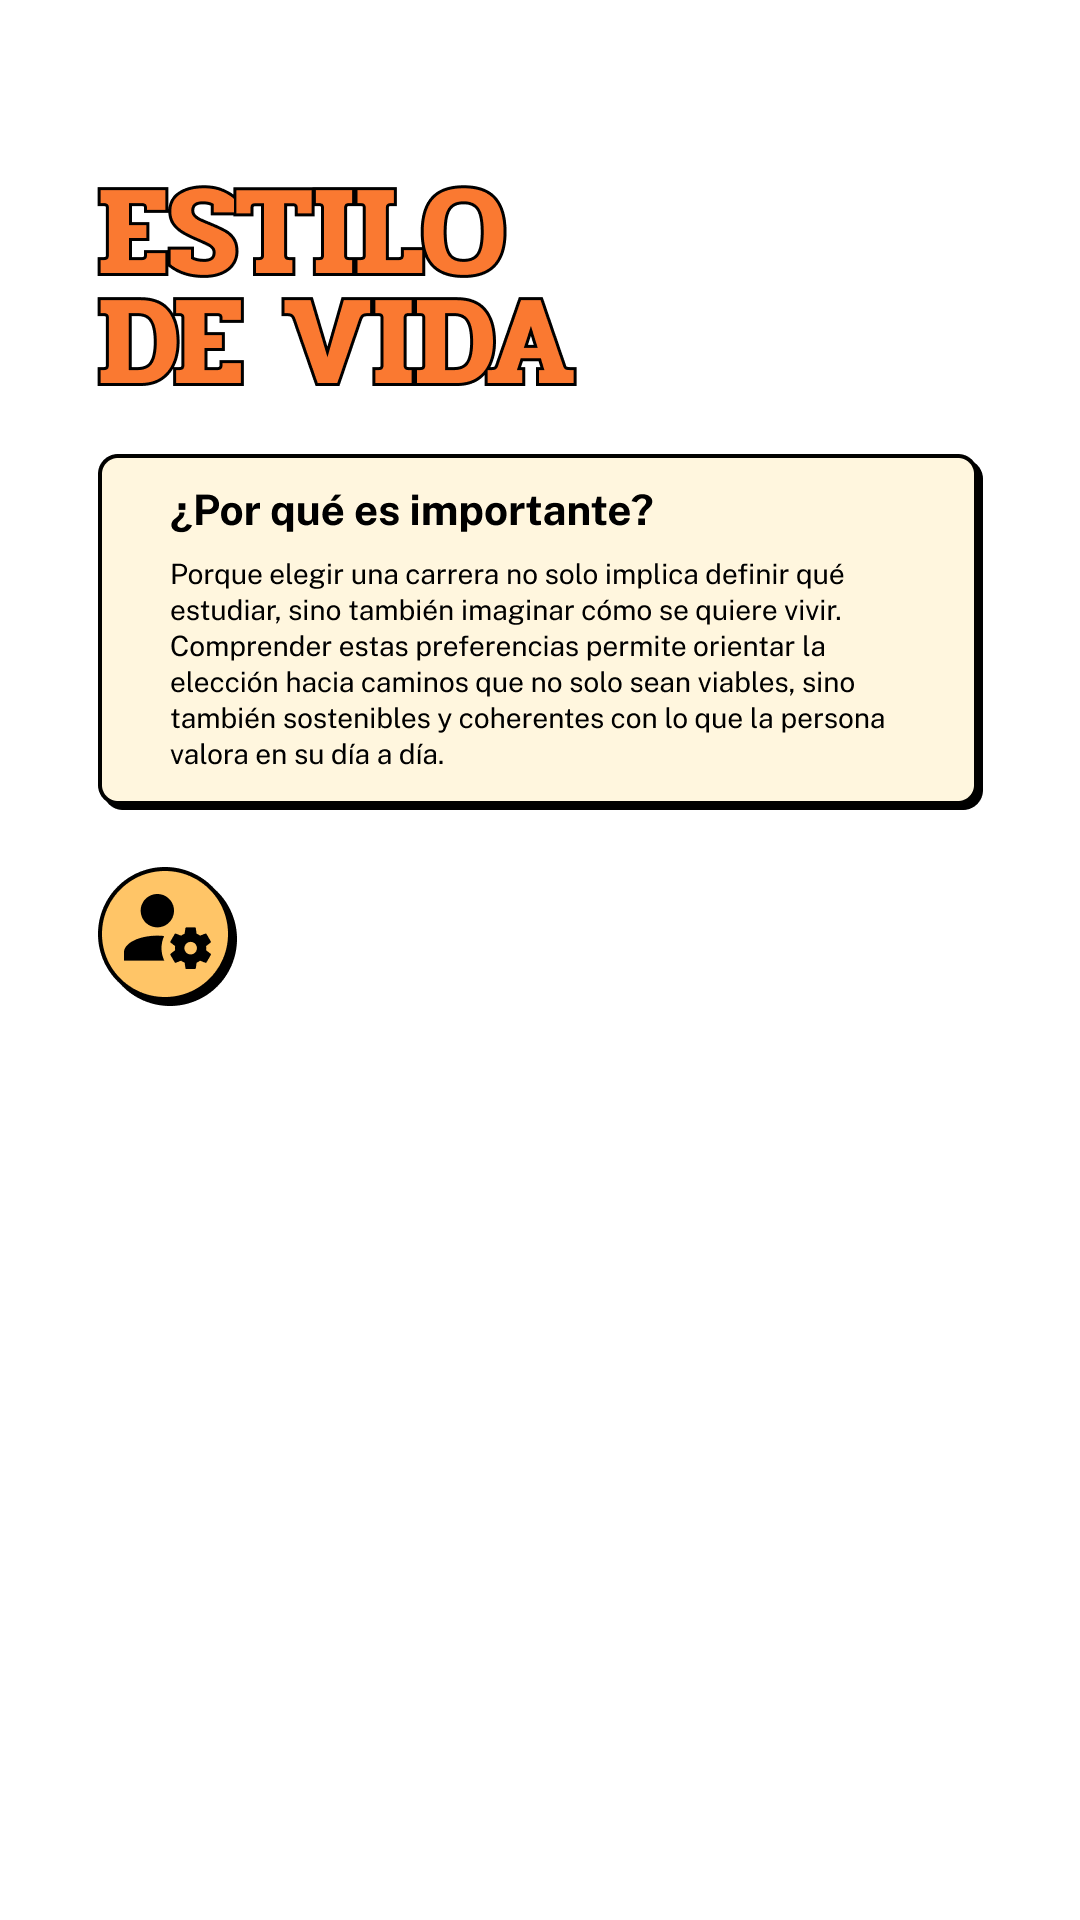 ESTILO
DE VIDA
¿Por qué es importante?
Porque elegir una carrera no solo implica definir qué
estudiar, sino también imaginar cómo se quiere vivir.
Comprender estas preferencias permite orientar la
elección hacia caminos que no solo sean viables, sino
también sostenibles y coherentes con lo que la persona
valora en su día a día.